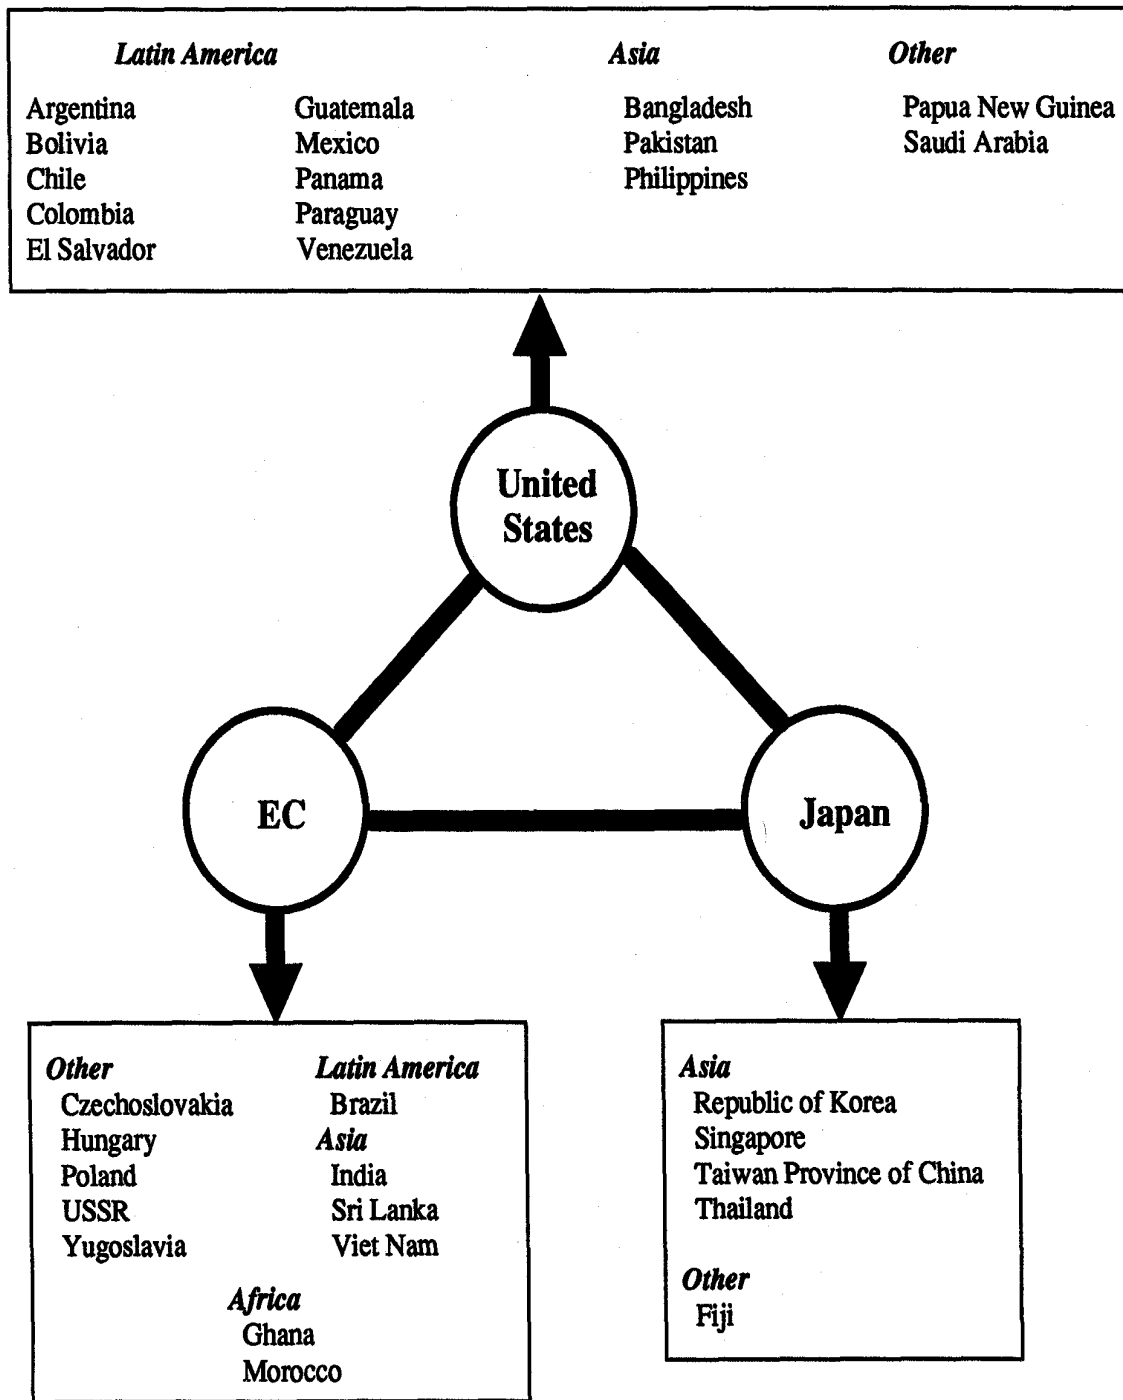 Latin America Asia Other
Argentina Guatemala Bangladesh Papua New Guinea
Bolivia Mexico Pakistan Saudi Arabia
Chile Panama Philippines
Colombia Paraguay
El Salvador Venezuela
United
States
EC
Japan
Other Latin America
Czechoslovakia Brazil
Hungary Asia
Poland India
USSR Sri Lanka
Yugoslavia Viet Nam
Africa
Ghana
Morocco
Asia
Republic of Korea
Singapore
Taiwan Province of China
Thailand
Other
Fiji